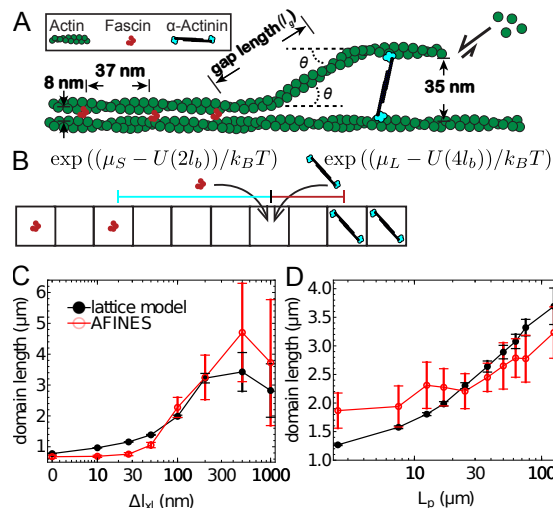 A
Actin Fascin α-Actinin
gap length(l_g)
θ
θ
37 nm
8 nm
35 nm
B
exp ((μ_S − U(2l_b))/k_BT) exp ((μ_L − U(4l_b))/k_BT)
C
domain length (μm)
6
5
4
3
2
1
lattice model
AFINES
0 10 100 1000
Δl_xl (nm)
D
domain length (μm)
4.0
3.5
3.0
2.5
2.0
1.5
1.0
10 100
L_p (μm)